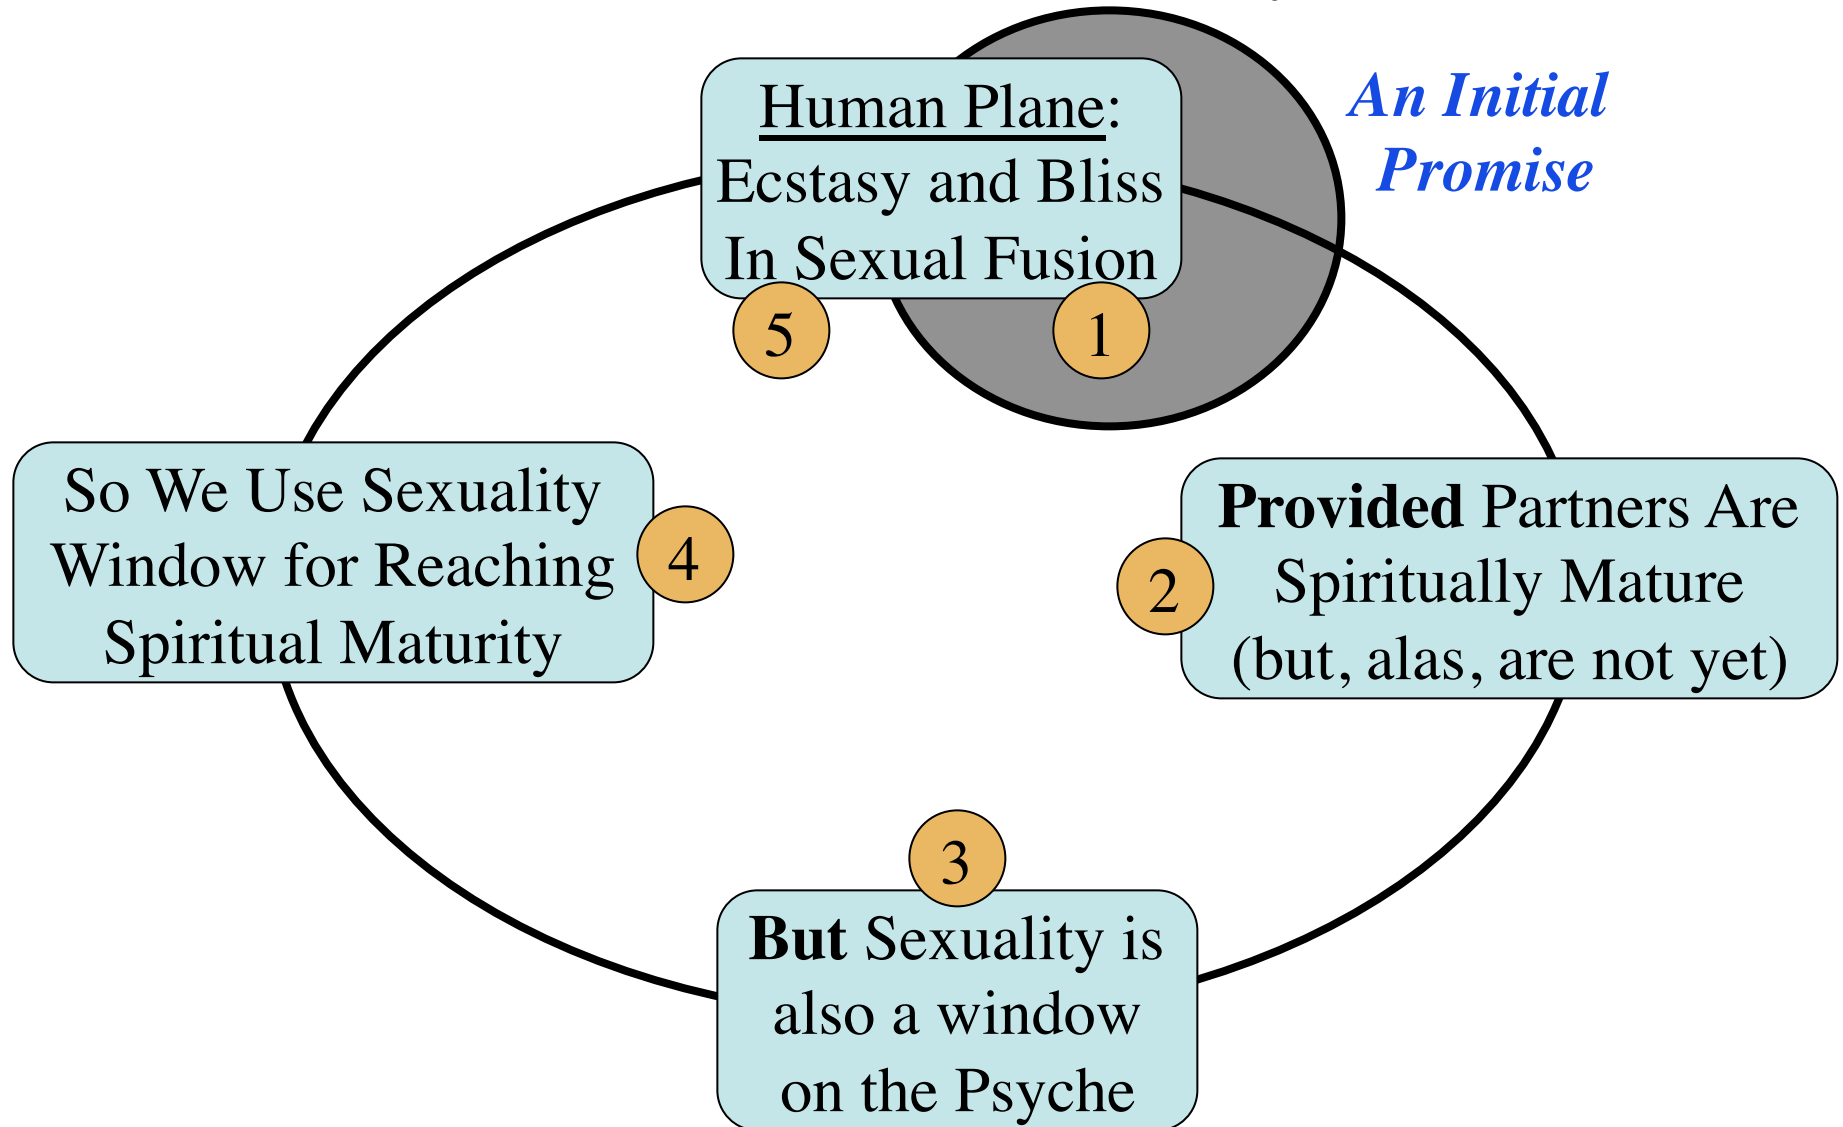 Human Plane:
Ecstasy and Bliss
In Sexual Fusion
An Initial
Promise
5
1
So We Use Sexuality
Window for Reaching
Spiritual Maturity
4
2
Provided Partners Are
Spiritually Mature
(but, alas, are not yet)
3
But Sexuality is
also a window
on the Psyche